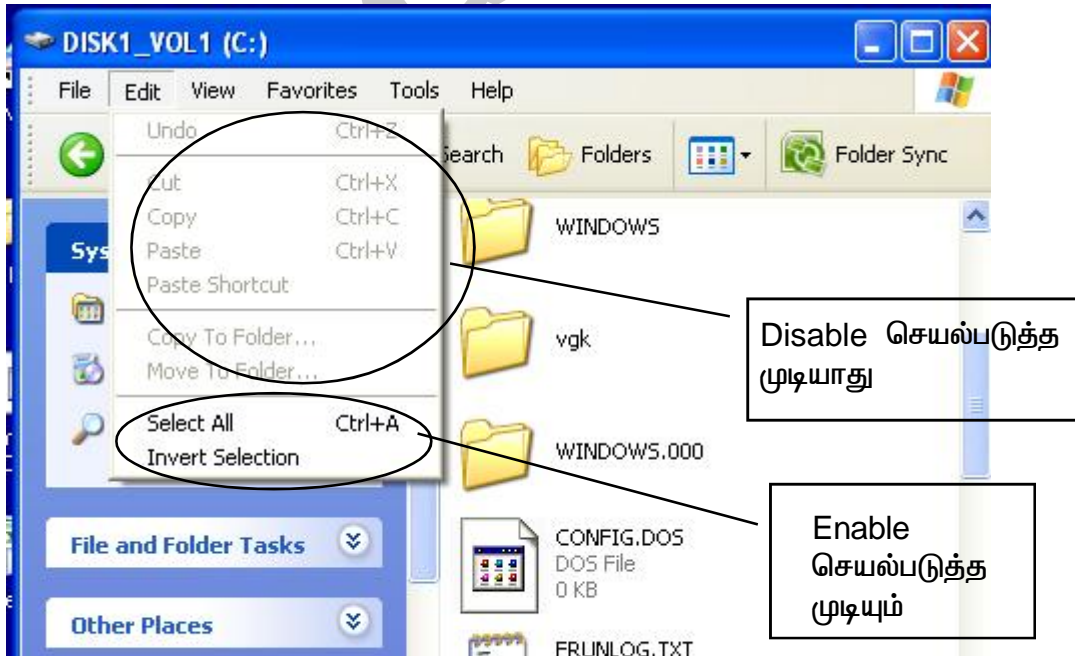 DISK1_VOL1 (C:)
File Edit View Favorites Tools Help
Undo Ctrl+Z
Cut Ctrl+X
Copy Ctrl+C
Paste Ctrl+V
Paste Shortcut
Copy To Folder...
Move To Folder...
Select All Ctrl+A
Invert Selection
Search Folders Folder Sync
Sys
File and Folder Tasks
Other Places
WINDOWS
vgk
WINDOWS.000
CONFIG.DOS
DOS File
0 KB
FRUNLOG.TXT
Disable செயல்படுத்த
முடியாது
Enable
செயல்படுத்த
முடியும்